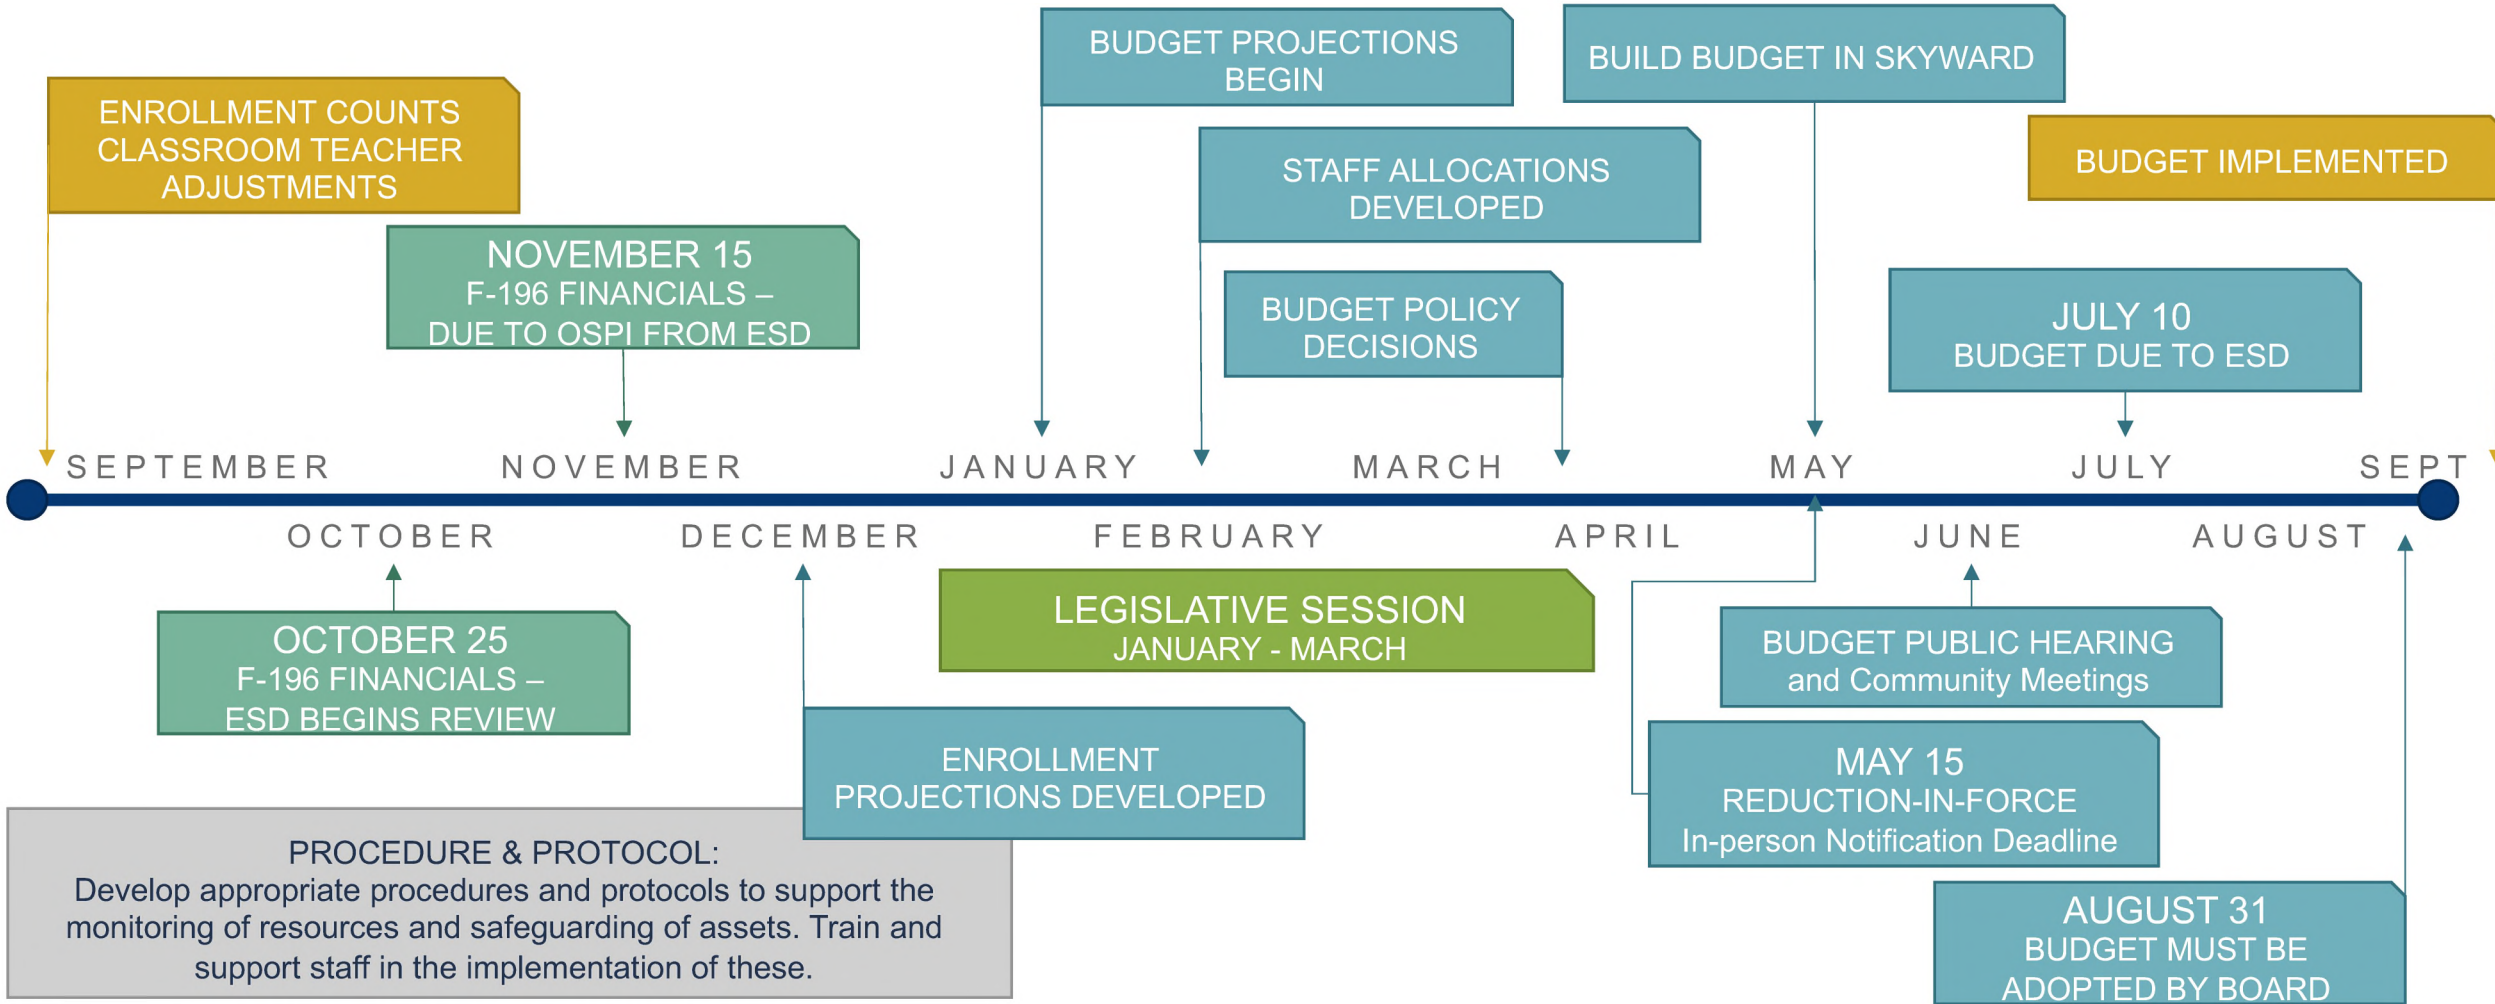 BUDGET PROJECTIONS
BEGIN
BUILD BUDGET IN SKYWARD
ENROLLMENT COUNTS
CLASSROOM TEACHER
ADJUSTMENTS
STAFF ALLOCATIONS
DEVELOPED
BUDGET IMPLEMENTED
NOVEMBER 15
F-196 FINANCIALS –
DUE TO OSPI FROM ESD
BUDGET POLICY
DECISIONS
JULY 10
BUDGET DUE TO ESD
SEPTEMBER
NOVEMBER
JANUARY
MARCH
MAY
JULY
SEPT
OCTOBER
DECEMBER
FEBRUARY
APRIL
JUNE
AUGUST
OCTOBER 25
F-196 FINANCIALS –
ESD BEGINS REVIEW
LEGISLATIVE SESSION
JANUARY - MARCH
BUDGET PUBLIC HEARING
and Community Meetings
ENROLLMENT
PROJECTIONS DEVELOPED
MAY 15
REDUCTION-IN-FORCE
In-person Notification Deadline
PROCEDURE & PROTOCOL:
Develop appropriate procedures and protocols to support the
monitoring of resources and safeguarding of assets. Train and
support staff in the implementation of these.
AUGUST 31
BUDGET MUST BE
ADOPTED BY BOARD